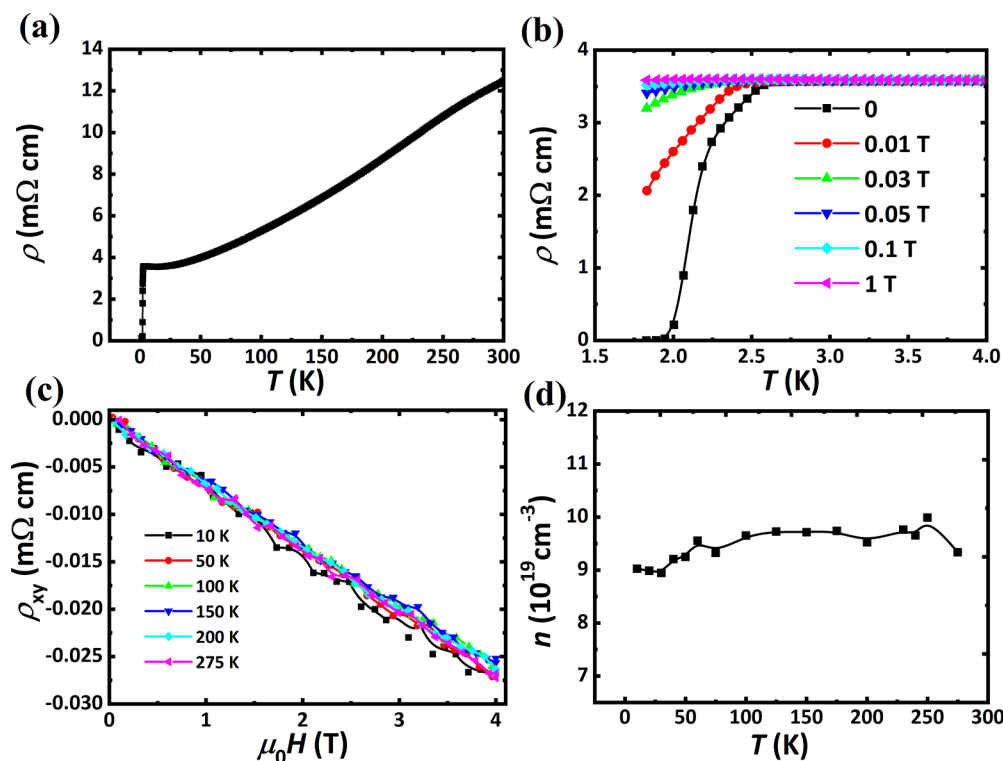 (a)
14
12
10
8
6
4
2
0
ρ (mΩ cm)
0 50 100 150 200 250 300
T (K)
(b)
4
3
2
1
0
ρ (mΩ cm)
0
0.01 T
0.03 T
0.05 T
0.1 T
1 T
1.5 2.0 2.5 3.0 3.5 4.0
T (K)
(c)
0.000
-0.005
-0.010
-0.015
-0.020
-0.025
-0.030
ρxy (mΩ cm)
10 K
50 K
100 K
150 K
200 K
275 K
0 1 2 3 4
μ0H (T)
(d)
12
11
10
9
8
7
n (10^19 cm^-3)
0 50 100 150 200 250 300
T (K)